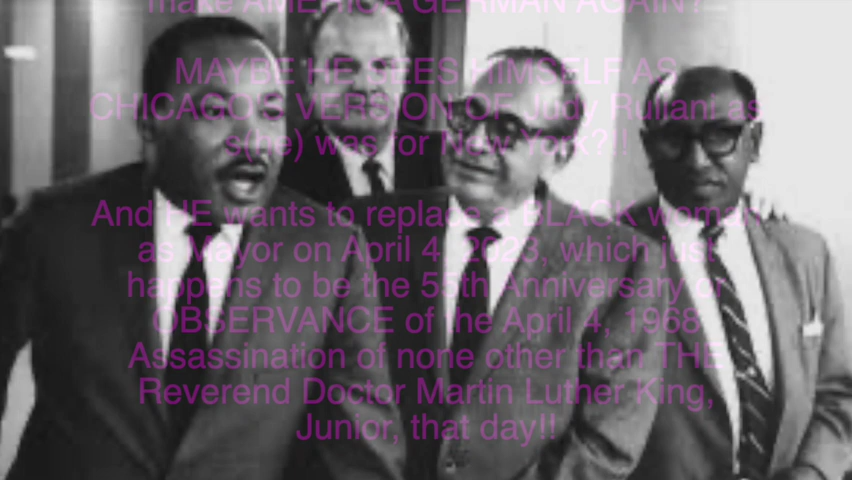 make AMERICA GERMAN AGAIN?
MAYBE HE SEES HIMSELF AS
CHICAGO'S VERSION OF Judy Ruliani as
s(he) was for New York?!!
And HE wants to replace a BLACK woman
as Mayor on April 4, 2023, which just
happens to be the 55th Anniversary of
OBSERVANCE of the April 4, 1968
Assassination of none other than THE
Reverend Doctor Martin Luther King,
Junior, that day!!